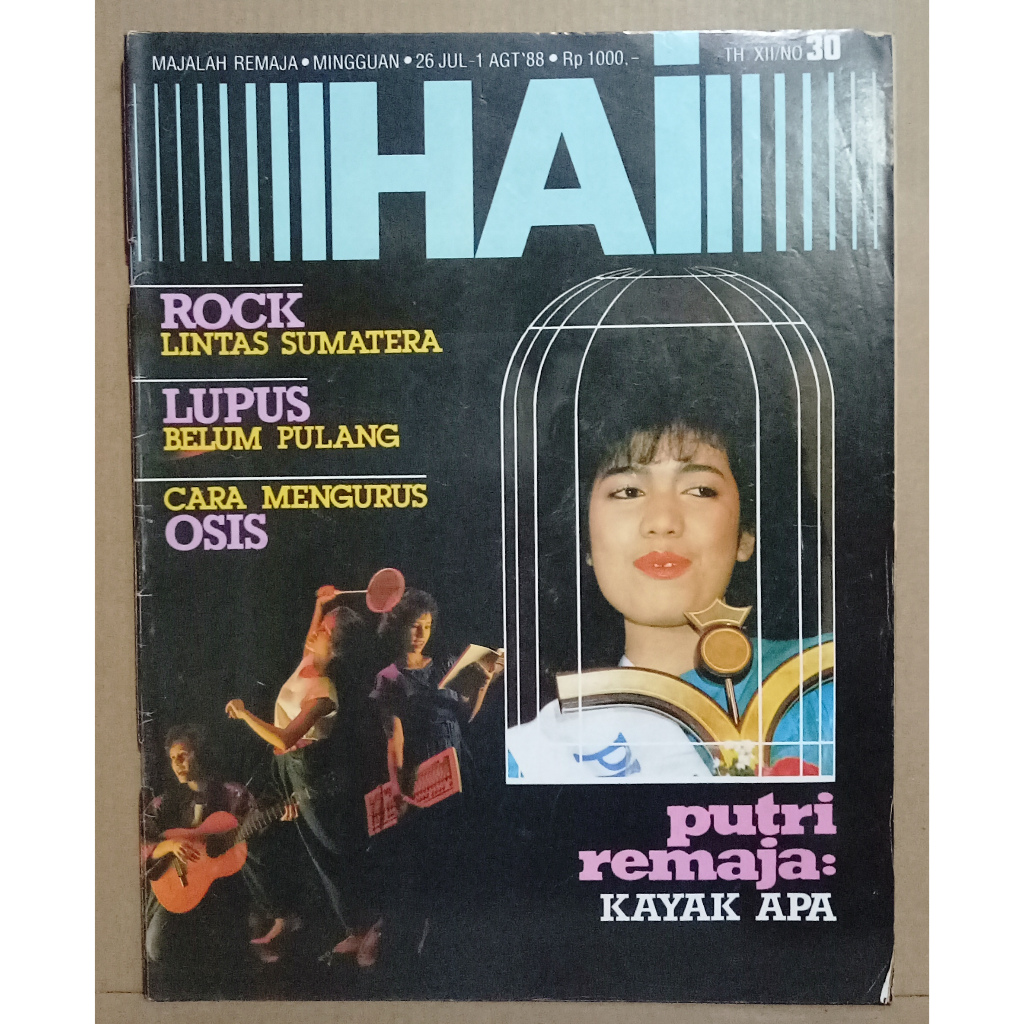 MAJALAH REMAJA • MINGGUAN • 26 JUL-1 AGT'88 • Rp 1000,-
TH XII/NO 30
HAi
ROCK
LINTAS SUMATERA
LUPUS
BELUM PULANG
CARA MENGURUS
OSIS
putri
remaja:
KAYAK APA